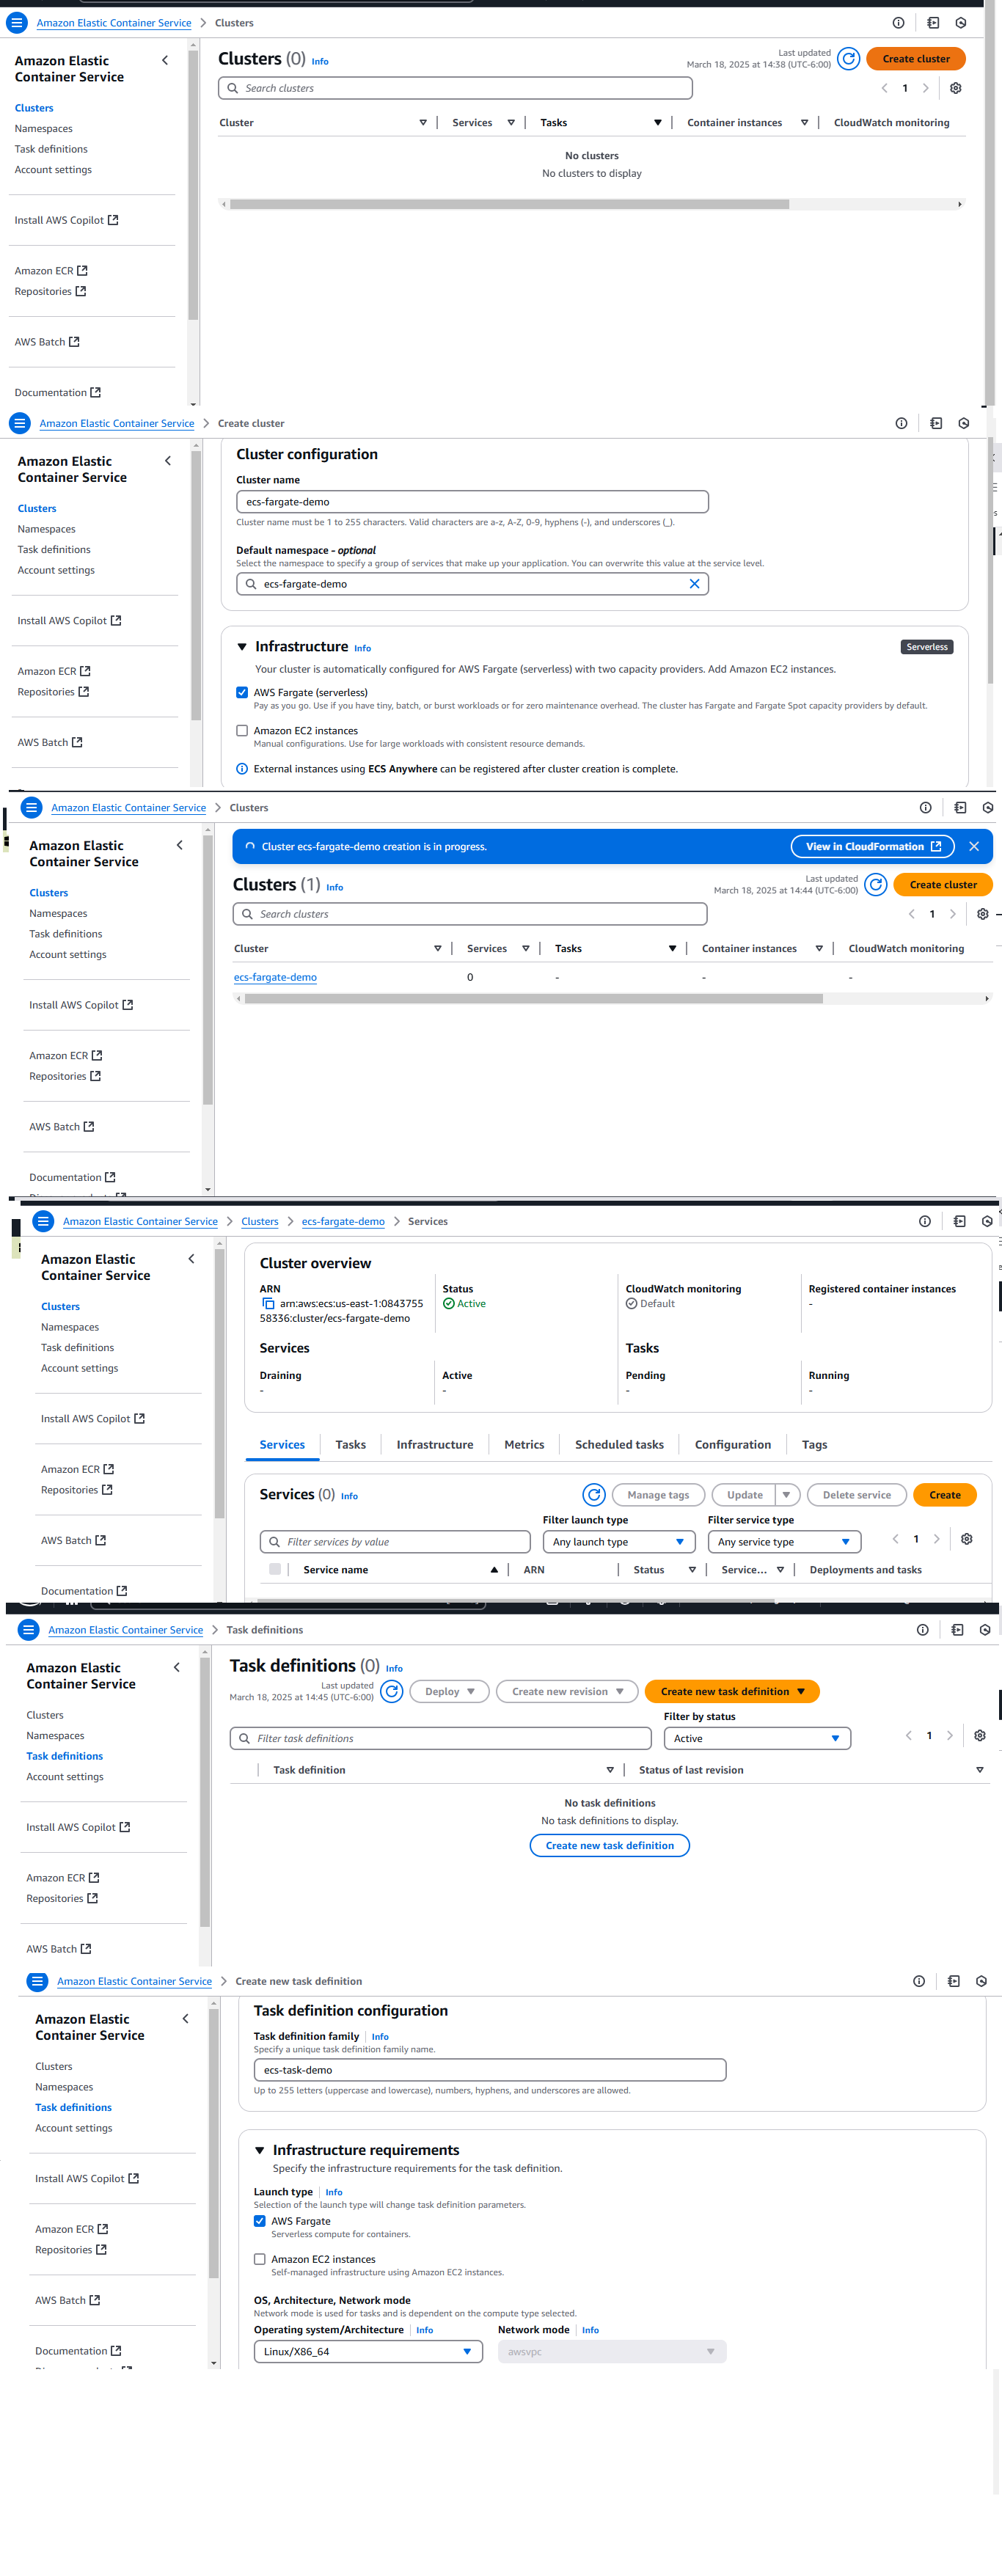 Amazon Elastic Container Service > Clusters
Amazon Elastic
Container Service
Clusters
Namespaces
Task definitions
Account settings
Install AWS Copilot
Amazon ECR
Repositories
AWS Batch
Documentation
Clusters (0) Info
Last updated
March 18, 2025 at 14:38 (UTC-6:00)
Create cluster
Search clusters
1
Cluster Services Tasks Container instances CloudWatch monitoring
No clusters
No clusters to display
Amazon Elastic Container Service > Create cluster
Amazon Elastic
Container Service
Clusters
Namespaces
Task definitions
Account settings
Install AWS Copilot
Amazon ECR
Repositories
AWS Batch
Cluster configuration
Cluster name
ecs-fargate-demo
Cluster name must be 1 to 255 characters. Valid characters are a-z, A-Z, 0-9, hyphens (-), and underscores (_).
Default namespace - optional
Select the namespace to specify a group of services that make up your application. You can overwrite this value at the service level.
ecs-fargate-demo
Infrastructure Info
Serverless
Your cluster is automatically configured for AWS Fargate (serverless) with two capacity providers. Add Amazon EC2 instances.
AWS Fargate (serverless)
Pay as you go. Use if you have tiny, batch, or burst workloads or for zero maintenance overhead. The cluster has Fargate and Fargate Spot capacity providers by default.
Amazon EC2 instances
Manual configurations. Use for large workloads with consistent resource demands.
External instances using ECS Anywhere can be registered after cluster creation is complete.
Amazon Elastic Container Service > Clusters
Amazon Elastic
Container Service
Clusters
Namespaces
Task definitions
Account settings
Install AWS Copilot
Amazon ECR
Repositories
AWS Batch
Documentation
Cluster ecs-fargate-demo creation is in progress.
View in CloudFormation
Clusters (1) Info
Last updated
March 18, 2025 at 14:44 (UTC-6:00)
Create cluster
Search clusters
1
Cluster Services Tasks Container instances CloudWatch monitoring
ecs-fargate-demo 0 - - -
Amazon Elastic Container Service > Clusters > ecs-fargate-demo > Services
Amazon Elastic
Container Service
Clusters
Namespaces
Task definitions
Account settings
Install AWS Copilot
Amazon ECR
Repositories
AWS Batch
Documentation
Cluster overview
ARN
arn:aws:ecs:us-east-1:0843755
58336:cluster/ecs-fargate-demo
Status
Active
CloudWatch monitoring
Default
Registered container instances
-
Services
Tasks
Draining
-
Active
-
Pending
-
Running
-
Services Tasks Infrastructure Metrics Scheduled tasks Configuration Tags
Services (0) Info
Manage tags Update Delete service Create
Filter launch type
Filter service type
Filter services by value
Any launch type
Any service type
1
Service name ARN Status Service... Deployments and tasks
Amazon Elastic Container Service > Task definitions
Amazon Elastic
Container Service
Clusters
Namespaces
Task definitions
Account settings
Install AWS Copilot
Amazon ECR
Repositories
AWS Batch
Task definitions (0) Info
Last updated
March 18, 2025 at 14:45 (UTC-6:00)
Deploy Create new revision Create new task definition
Filter by status
Filter task definitions
Active
1
Task definition Status of last revision
No task definitions
No task definitions to display.
Create new task definition
Amazon Elastic Container Service > Create new task definition
Amazon Elastic
Container Service
Clusters
Namespaces
Task definitions
Account settings
Install AWS Copilot
Amazon ECR
Repositories
AWS Batch
Documentation
Task definition configuration
Task definition family Info
Specify a unique task definition family name.
ecs-task-demo
Up to 255 letters (uppercase and lowercase), numbers, hyphens, and underscores are allowed.
Infrastructure requirements
Specify the infrastructure requirements for the task definition.
Launch type Info
Selection of the launch type will change task definition parameters.
AWS Fargate
Serverless compute for containers.
Amazon EC2 instances
Self-managed infrastructure using Amazon EC2 instances.
OS, Architecture, Network mode
Network mode is used for tasks and is dependent on the compute type selected.
Operating system/Architecture Info
Network mode Info
Linux/X86_64
awsvpc